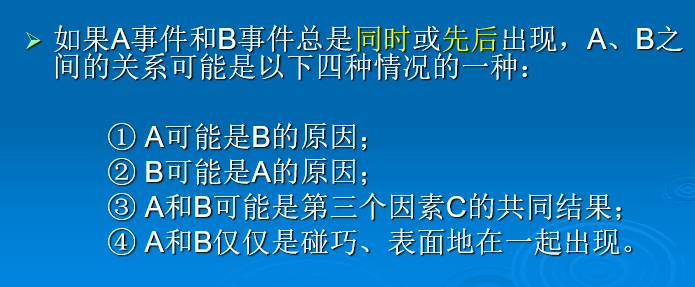 如果A事件和B事件总是同时或先后出现，A、B之
间的关系可能是以下四种情况的一种：
① A可能是B的原因；
② B可能是A的原因；
③ A和B可能是第三个因素C的共同结果；
④ A和B仅仅是碰巧、表面地在一起出现。